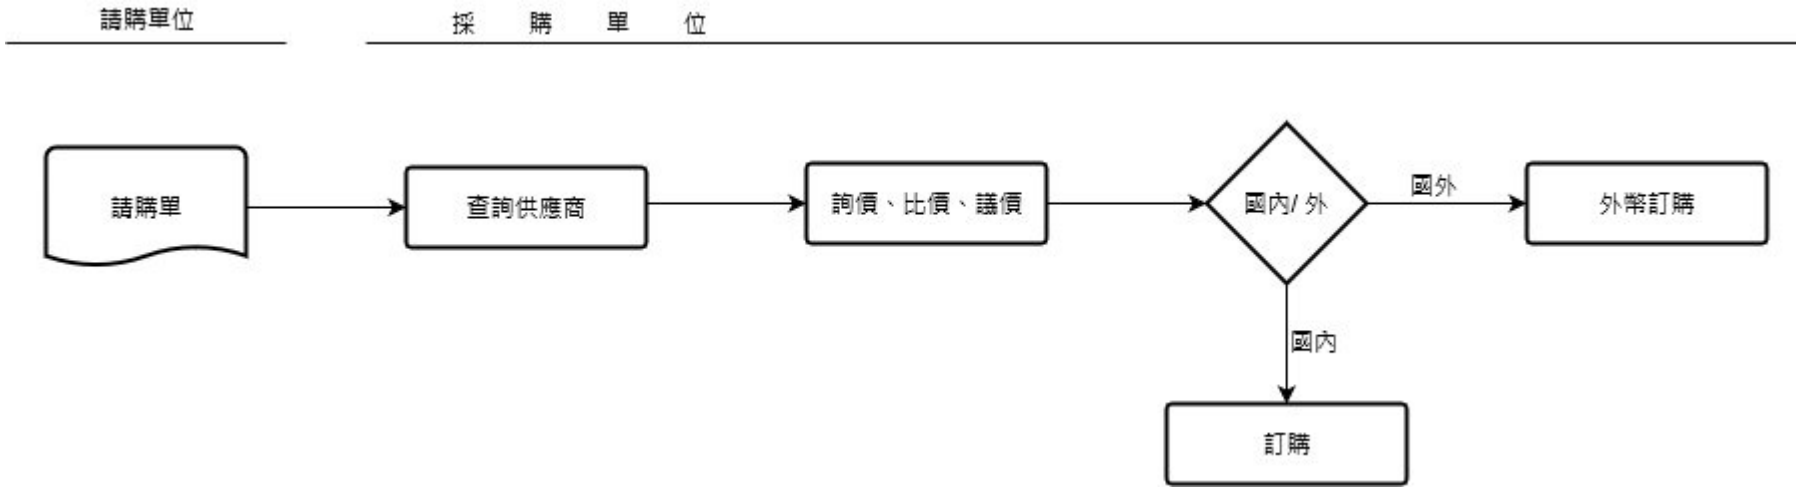 請購單位
採購單位
請購單
查詢供應商
詢價、比價、議價
國內/ 外
國外
外幣訂購
國內
訂購